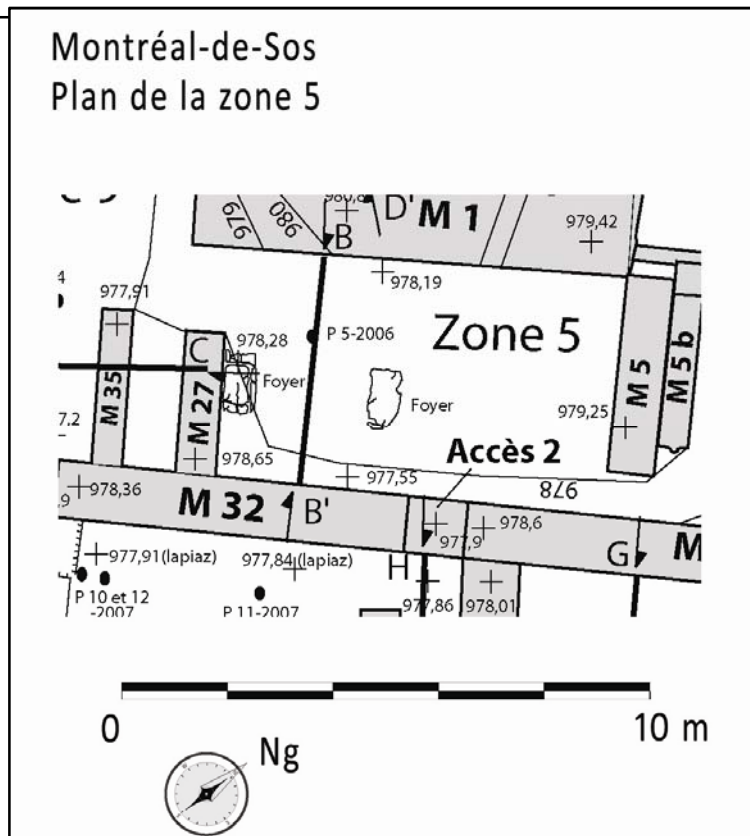 Montréal-de-Sos
Plan de la zone 5
979
980
B
D'
M 1
979,42
977,91
978,19
978,28
P 5-2006
Zone 5
M 5
M 5 b
C
M 35
M 27
Foyer
Foyer
979,25
978,65
Accès 2
977,55
978
978,36
M 32
B'
977,9
978,6
G
M
977,91(lapiaz)
977,84(lapiaz)
H
P 10 et 12
-2007
P 11-2007
977,86
978,01
0
10 m
Ng